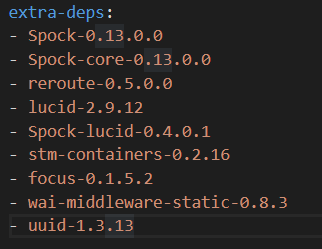 extra-deps:
- Spock-0.13.0.0
- Spock-core-0.13.0.0
- reroute-0.5.0.0
- lucid-2.9.12
- Spock-lucid-0.4.0.1
- stm-containers-0.2.16
- focus-0.1.5.2
- wai-middleware-static-0.8.3
- uuid-1.3.13